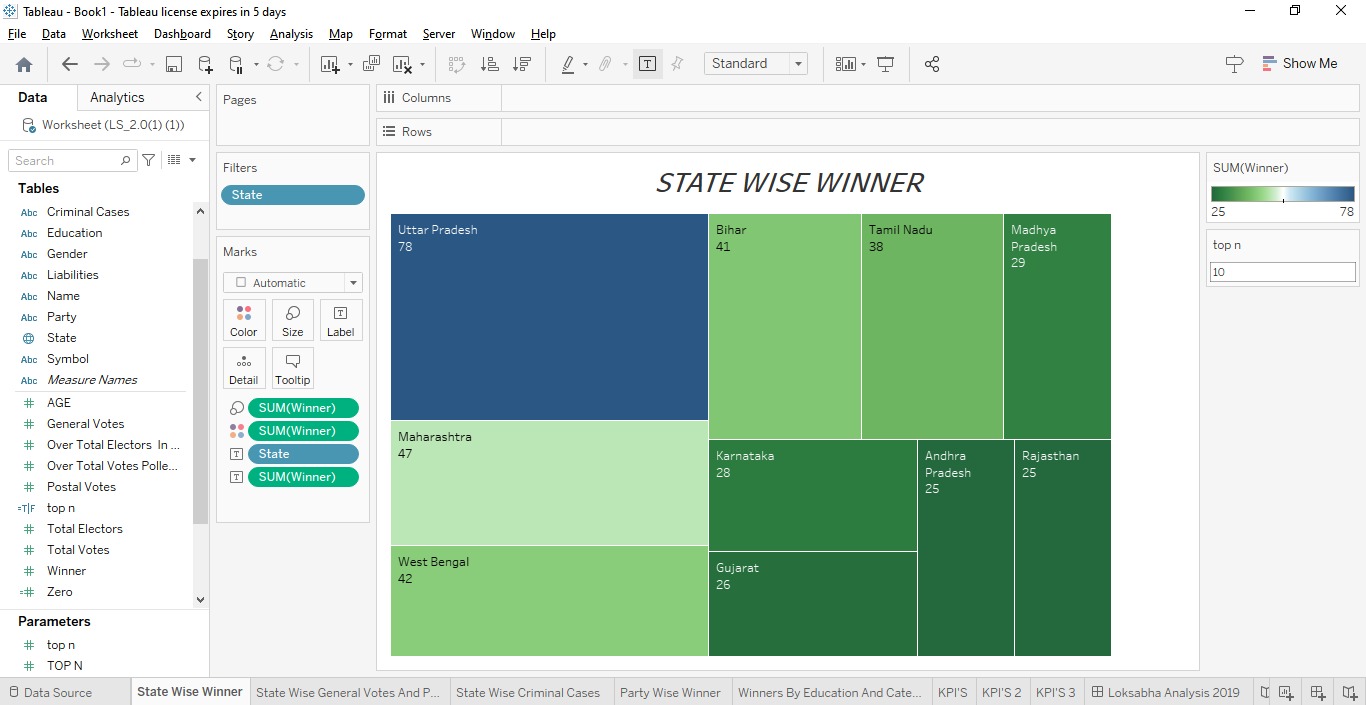 Tableau - Book1 - Tableau license expires in 5 days
File Data Worksheet Dashboard Story Analysis Map Format Server Window Help
Standard
Show Me
Data Analytics
Worksheet (LS_2.0(1) (1))
Search
Tables
Abc Criminal Cases
Abc Education
Abc Gender
Abc Liabilities
Abc Name
Abc Party
State
Abc Symbol
Abc Measure Names
# AGE
# General Votes
# Over Total Electors In ...
# Over Total Votes Polle...
# Postal Votes
=T|F top n
# Total Electors
# Total Votes
# Winner
=# Zero
Parameters
# top n
# TOP N
Pages
Filters
State
Marks
Automatic
Color Size Label
Detail Tooltip
SUM(Winner)
SUM(Winner)
T State
T SUM(Winner)
Columns
Rows
STATE WISE WINNER
Uttar Pradesh
78
Maharashtra
47
West Bengal
42
Bihar
41
Tamil Nadu
38
Madhya
Pradesh
29
Karnataka
28
Gujarat
26
Andhra
Pradesh
25
Rajasthan
25
SUM(Winner)
25 78
top n
10
Data Source State Wise Winner State Wise General Votes And P... State Wise Criminal Cases Party Wise Winner Winners By Education And Cate... KPI'S KPI'S 2 KPI'S 3 Loksabha Analysis 2019